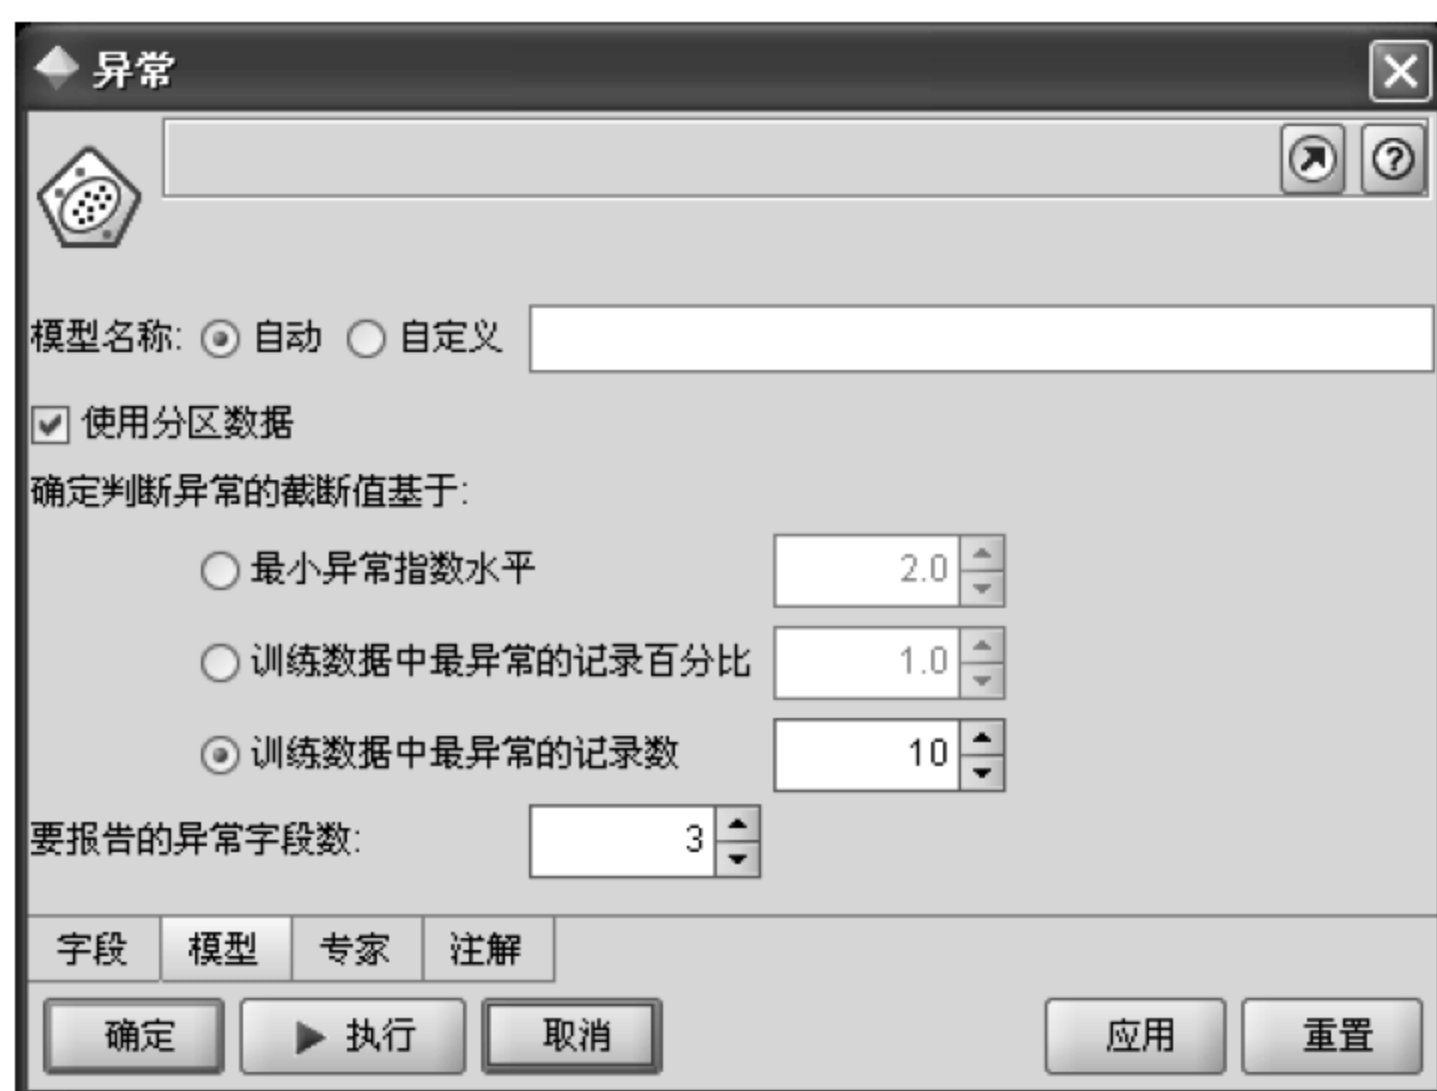 异常
模型名称: 自动 自定义
使用分区数据
确定判断异常的截断值基于:
最小异常指数水平 2.0
训练数据中最异常的记录百分比 1.0
训练数据中最异常的记录数 10
要报告的异常字段数: 3
字段 模型 专家 注解
确定 执行 取消 应用 重置